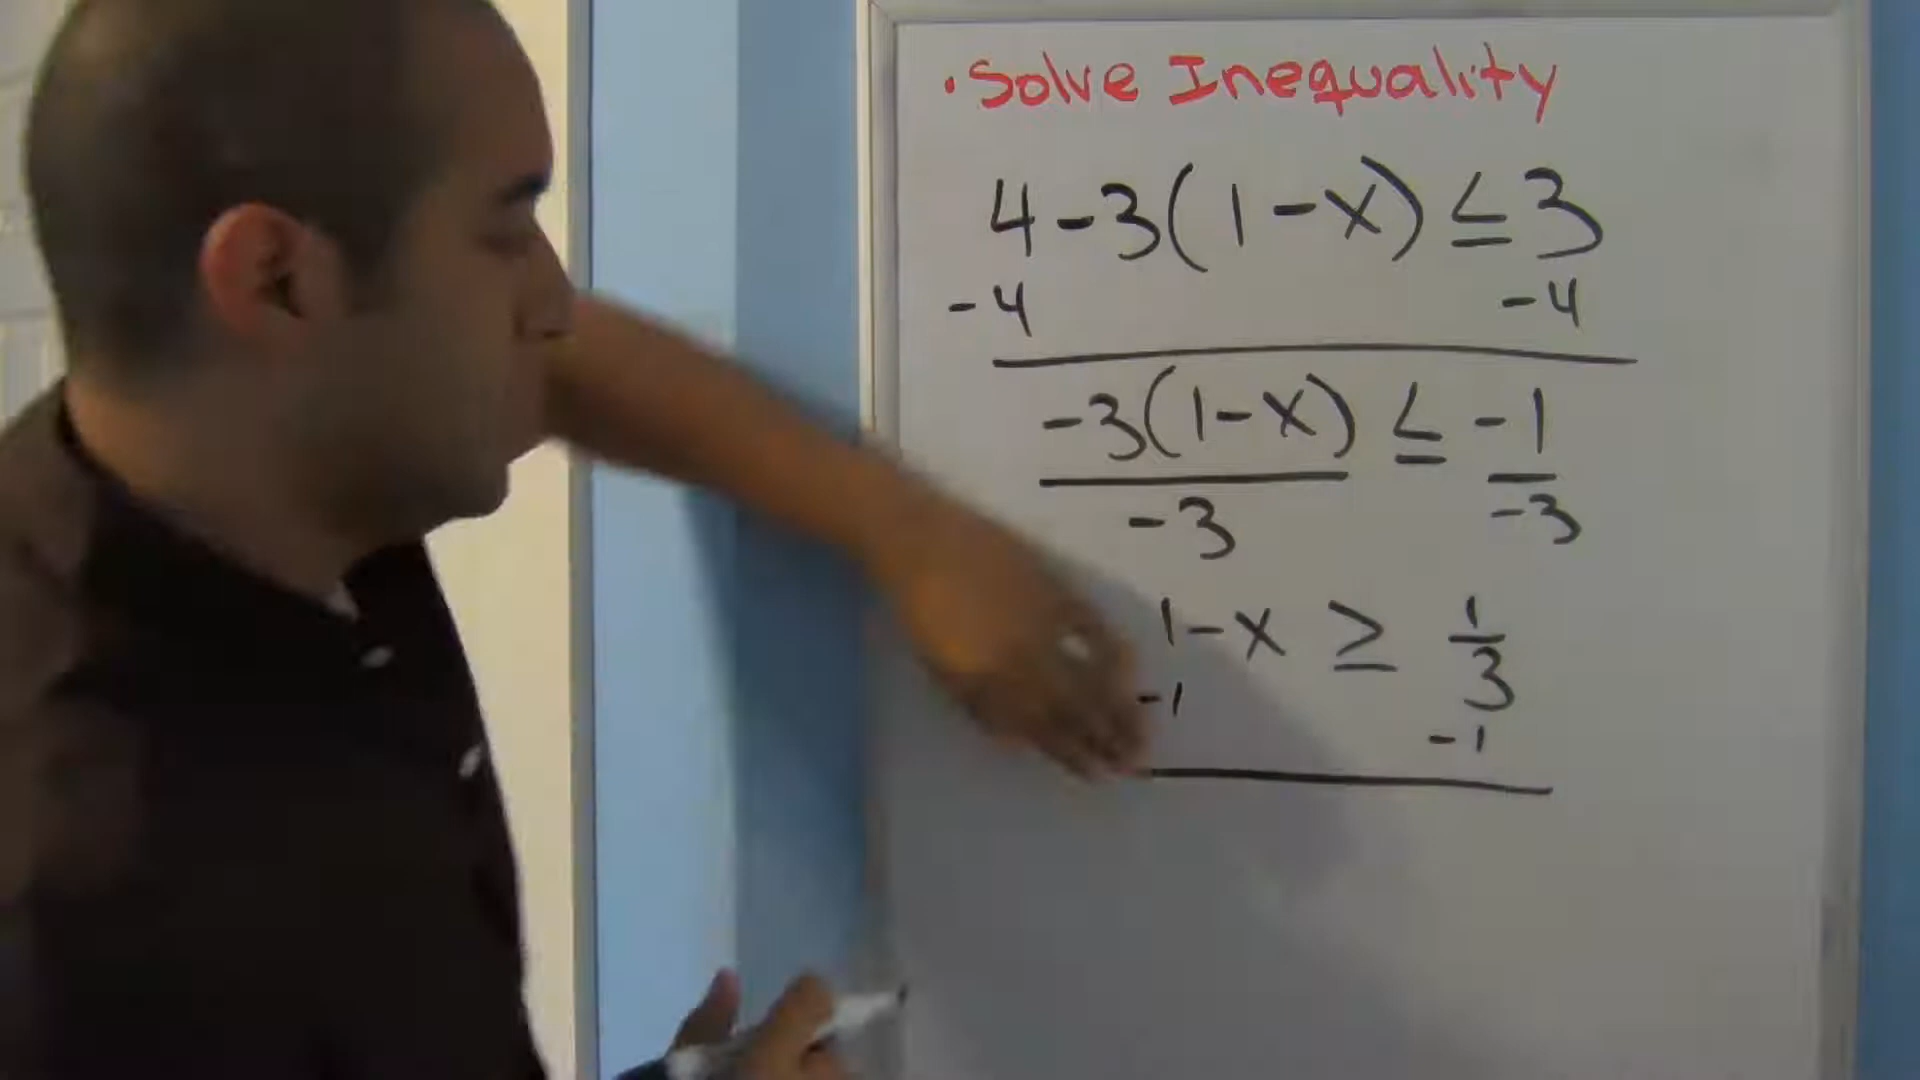 · Solve Inequality
4-3(1-x) ≤ 3
-4 -4
-3(1-x) ≤ -1
-3 -3
1-x ≥ 1
3
-1
-1